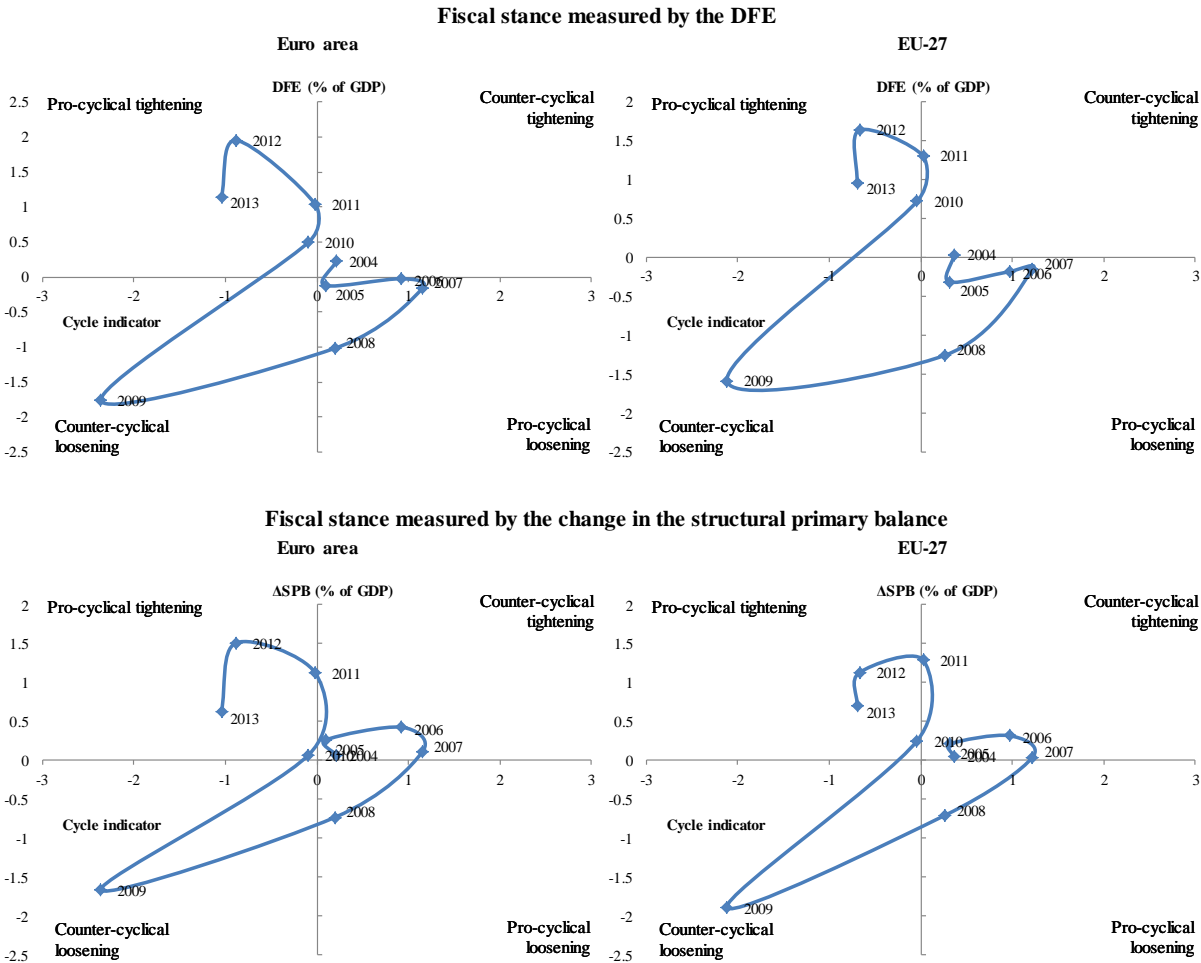 Fiscal stance measured by the DFE
Euro area
EU-27
DFE (% of GDP)
Pro-cyclical tightening
Counter-cyclical
tightening
2.5
2
1.5
1
0.5
0
-0.5
-1
-1.5
-2
-2.5
-3
-2
-1
0
1
2
3
2012
2013
2011
2010
2004
2005
2006
2007
2008
2009
Cycle indicator
Counter-cyclical
loosening
Pro-cyclical
loosening
DFE (% of GDP)
Pro-cyclical tightening
Counter-cyclical
tightening
2
1.5
1
0.5
0
-0.5
-1
-1.5
-2
-2.5
-3
-2
-1
0
1
2
3
2012
2011
2013
2010
2004
2005
2007
2006
2008
2009
Cycle indicator
Counter-cyclical
loosening
Pro-cyclical
loosening
Fiscal stance measured by the change in the structural primary balance
Euro area
EU-27
ΔSPB (% of GDP)
Pro-cyclical tightening
Counter-cyclical
tightening
2
1.5
1
0.5
0
-0.5
-1
-1.5
-2
-2.5
-3
-2
-1
0
1
2
3
2012
2011
2013
2006
2005
2007
2010
2004
2008
2009
Cycle indicator
Counter-cyclical
loosening
Pro-cyclical
loosening
ΔSPB (% of GDP)
Pro-cyclical tightening
Counter-cyclical
tightening
2
1.5
1
0.5
0
-0.5
-1
-1.5
-2
-2.5
-3
-2
-1
0
1
2
3
2011
2012
2013
2010
2006
2005
2004
2007
2008
2009
Cycle indicator
Counter-cyclical
loosening
Pro-cyclical
loosening